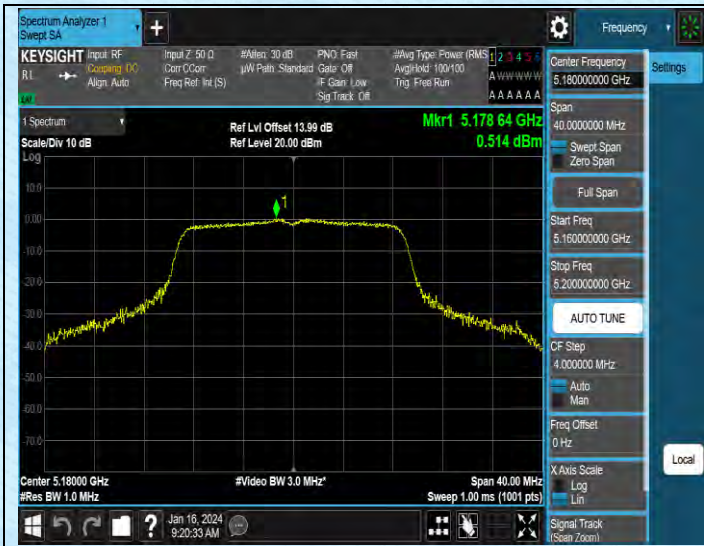 Spectrum Analyzer 1
Swept SA
+
Frequency
KEYSIGHT
RL
Input: RF
Coupling: DC
Align: Auto
Input Z: 50 Ω
Corr CCorr
Freq Ref: Int (S)
#Atten: 30 dB
µW Path: Standard
PNO: Fast
Gate: Off
IF Gain: Low
Sig Track: Off
#Avg Type: Power (RMS
Avg|Hold: 100/100
Trig: Free Run
1 2 3 4 5 6
A W W W W W
A A A A A A
Settings
1 Spectrum
Scale/Div 10 dB
Log
Ref Lvl Offset 13.99 dB
Ref Level 20.00 dBm
Mkr1 5.178 64 GHz
0.514 dBm
1
10.0
0.00
-10.0
-20.0
-30.0
-40.0
-50.0
-60.0
-70.0
Center 5.18000 GHz
#Res BW 1.0 MHz
#Video BW 3.0 MHz*
Span 40.00 MHz
Sweep 1.00 ms (1001 pts)
Center Frequency
5.180000000 GHz
Span
40.0000000 MHz
Swept Span
Zero Span
Full Span
Start Freq
5.160000000 GHz
Stop Freq
5.200000000 GHz
AUTO TUNE
CF Step
4.000000 MHz
Auto
Man
Freq Offset
0 Hz
X Axis Scale
Log
Lin
Signal Track
(Span Zoom)
Local
?
Jan 16, 2024
9:20:33 AM